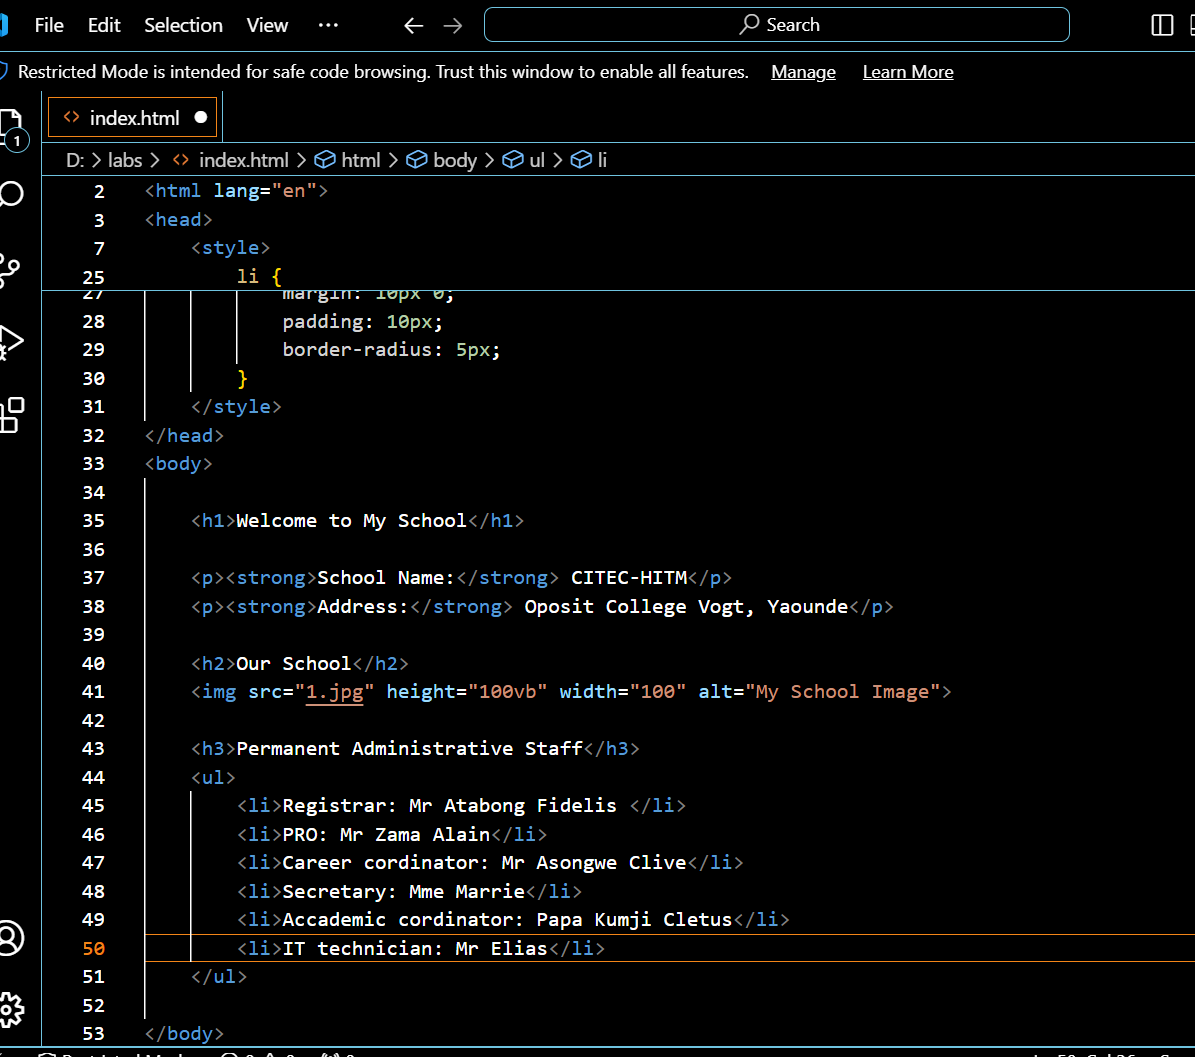 File Edit Selection View ··· ← → Search
Restricted Mode is intended for safe code browsing. Trust this window to enable all features. Manage Learn More
<> index.html ●
1
D: > labs > <> index.html > html > body > ul > li
2 <html lang="en">
3 <head>
7     <style>
25         li {
27             margin: 10px 0;
28             padding: 10px;
29             border-radius: 5px;
30         }
31     </style>
32 </head>
33 <body>
34
35     <h1>Welcome to My School</h1>
36
37     <p><strong>School Name:</strong> CITEC-HITM</p>
38     <p><strong>Address:</strong> Oposit College Vogt, Yaounde</p>
39
40     <h2>Our School</h2>
41     <img src="1.jpg" height="100vb" width="100" alt="My School Image">
42
43     <h3>Permanent Administrative Staff</h3>
44     <ul>
45         <li>Registrar: Mr Atabong Fidelis </li>
46         <li>PRO: Mr Zama Alain</li>
47         <li>Career cordinator: Mr Asongwe Clive</li>
48         <li>Secretary: Mme Marrie</li>
49         <li>Accademic cordinator: Papa Kumji Cletus</li>
50         <li>IT technician: Mr Elias</li>
51     </ul>
52
53 </body>